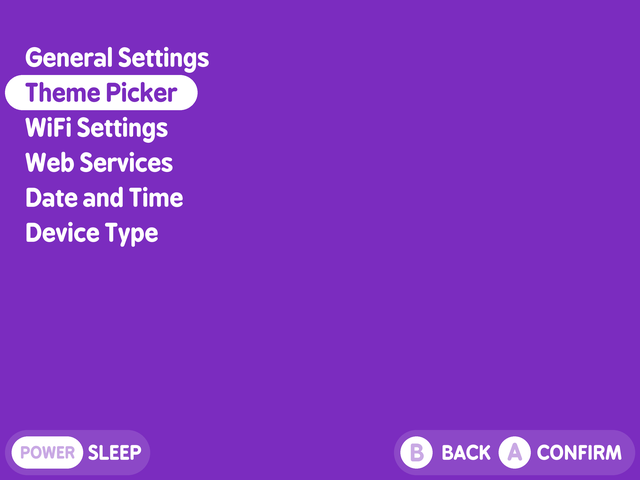 General Settings
Theme Picker
WiFi Settings
Web Services
Date and Time
Device Type
POWER SLEEP B BACK A CONFIRM